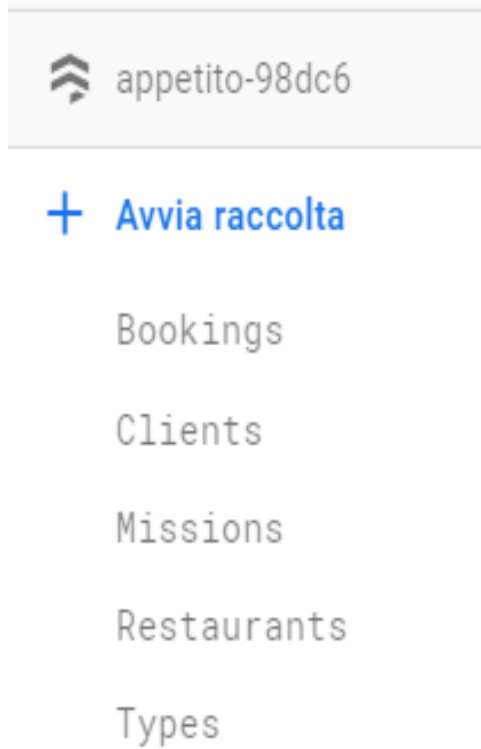 appetito-98dc6
+ Avvia raccolta
Bookings
Clients
Missions
Restaurants
Types